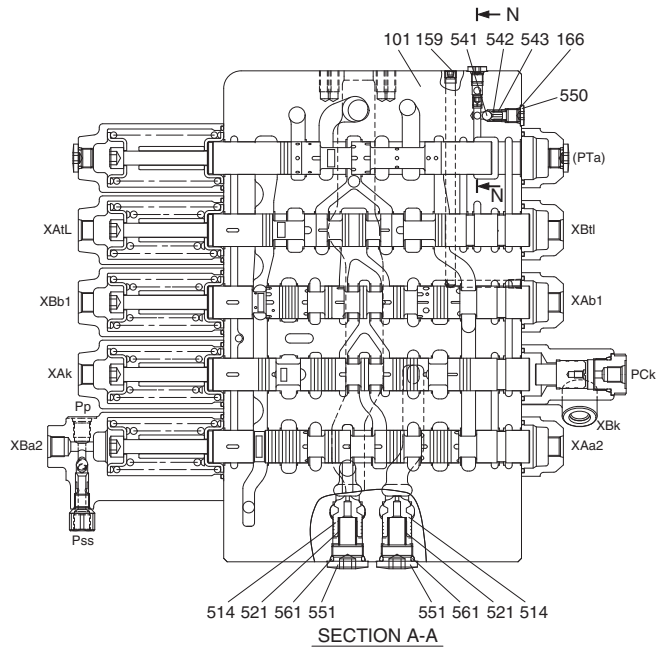 N
101 159 541 542 543 166
550
(PTa)
N
XAtL
XBtl
XBb1
XAb1
XAk
PCk
Pp
XBk
XBa2
XAa2
Pss
514 521 561 551
551 561 521 514
SECTION A-A